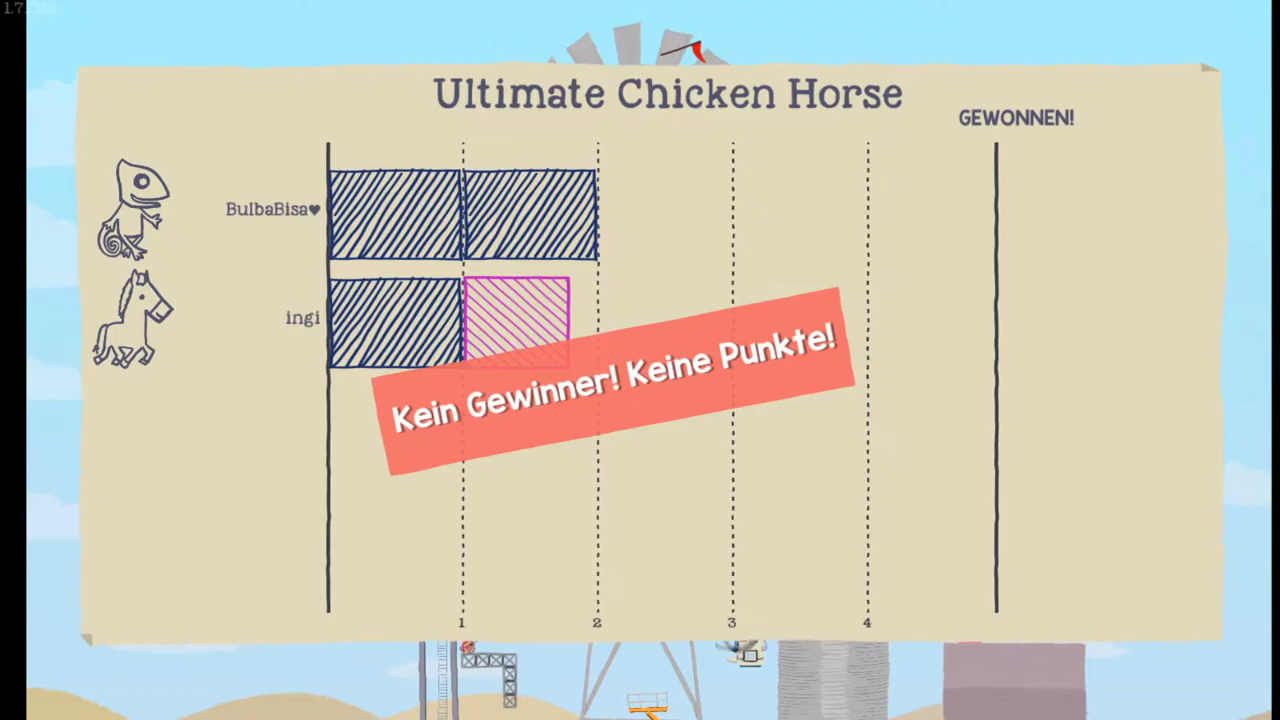 Ultimate Chicken Horse
GEWONNEN!
BulbaBisa♥
ingi
Kein Gewinner! Keine Punkte!
1 2 3 4